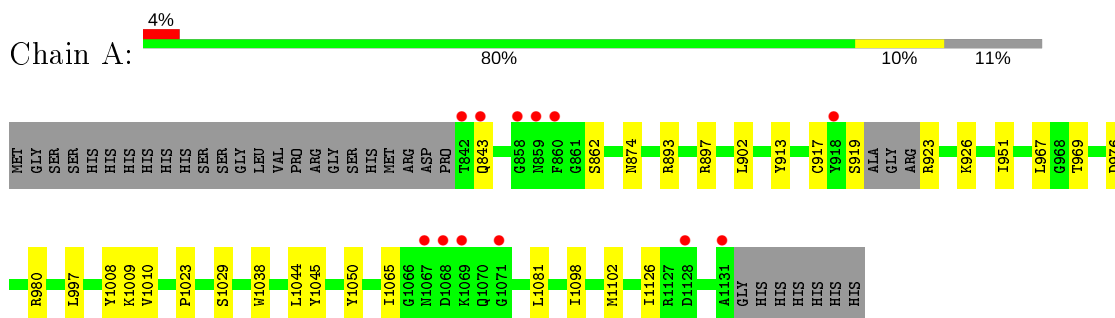 4%
Chain A:
80% 10% 11%
MET GLY SER SER HIS HIS HIS HIS HIS HIS SER SER GLY LEU VAL PRO ARG GLY SER HIS MET ARG ASP PRO T842 Q843 G858 N859 F860 G861 S862 N874 R893 R897 L902 Y913 C917 Y918 S919 ALA GLY ARG R923 K926 I951 L967 G968 T969 D976
R980 L997 Y1008 K1009 V1010 P1023 S1029 W1038 L1044 Y1045 Y1050 I1065 G1066 N1067 D1068 K1069 Q1070 G1071 L1081 I1098 M1102 I1126 R1127 D1128 A1131 GLY HIS HIS HIS HIS HIS HIS